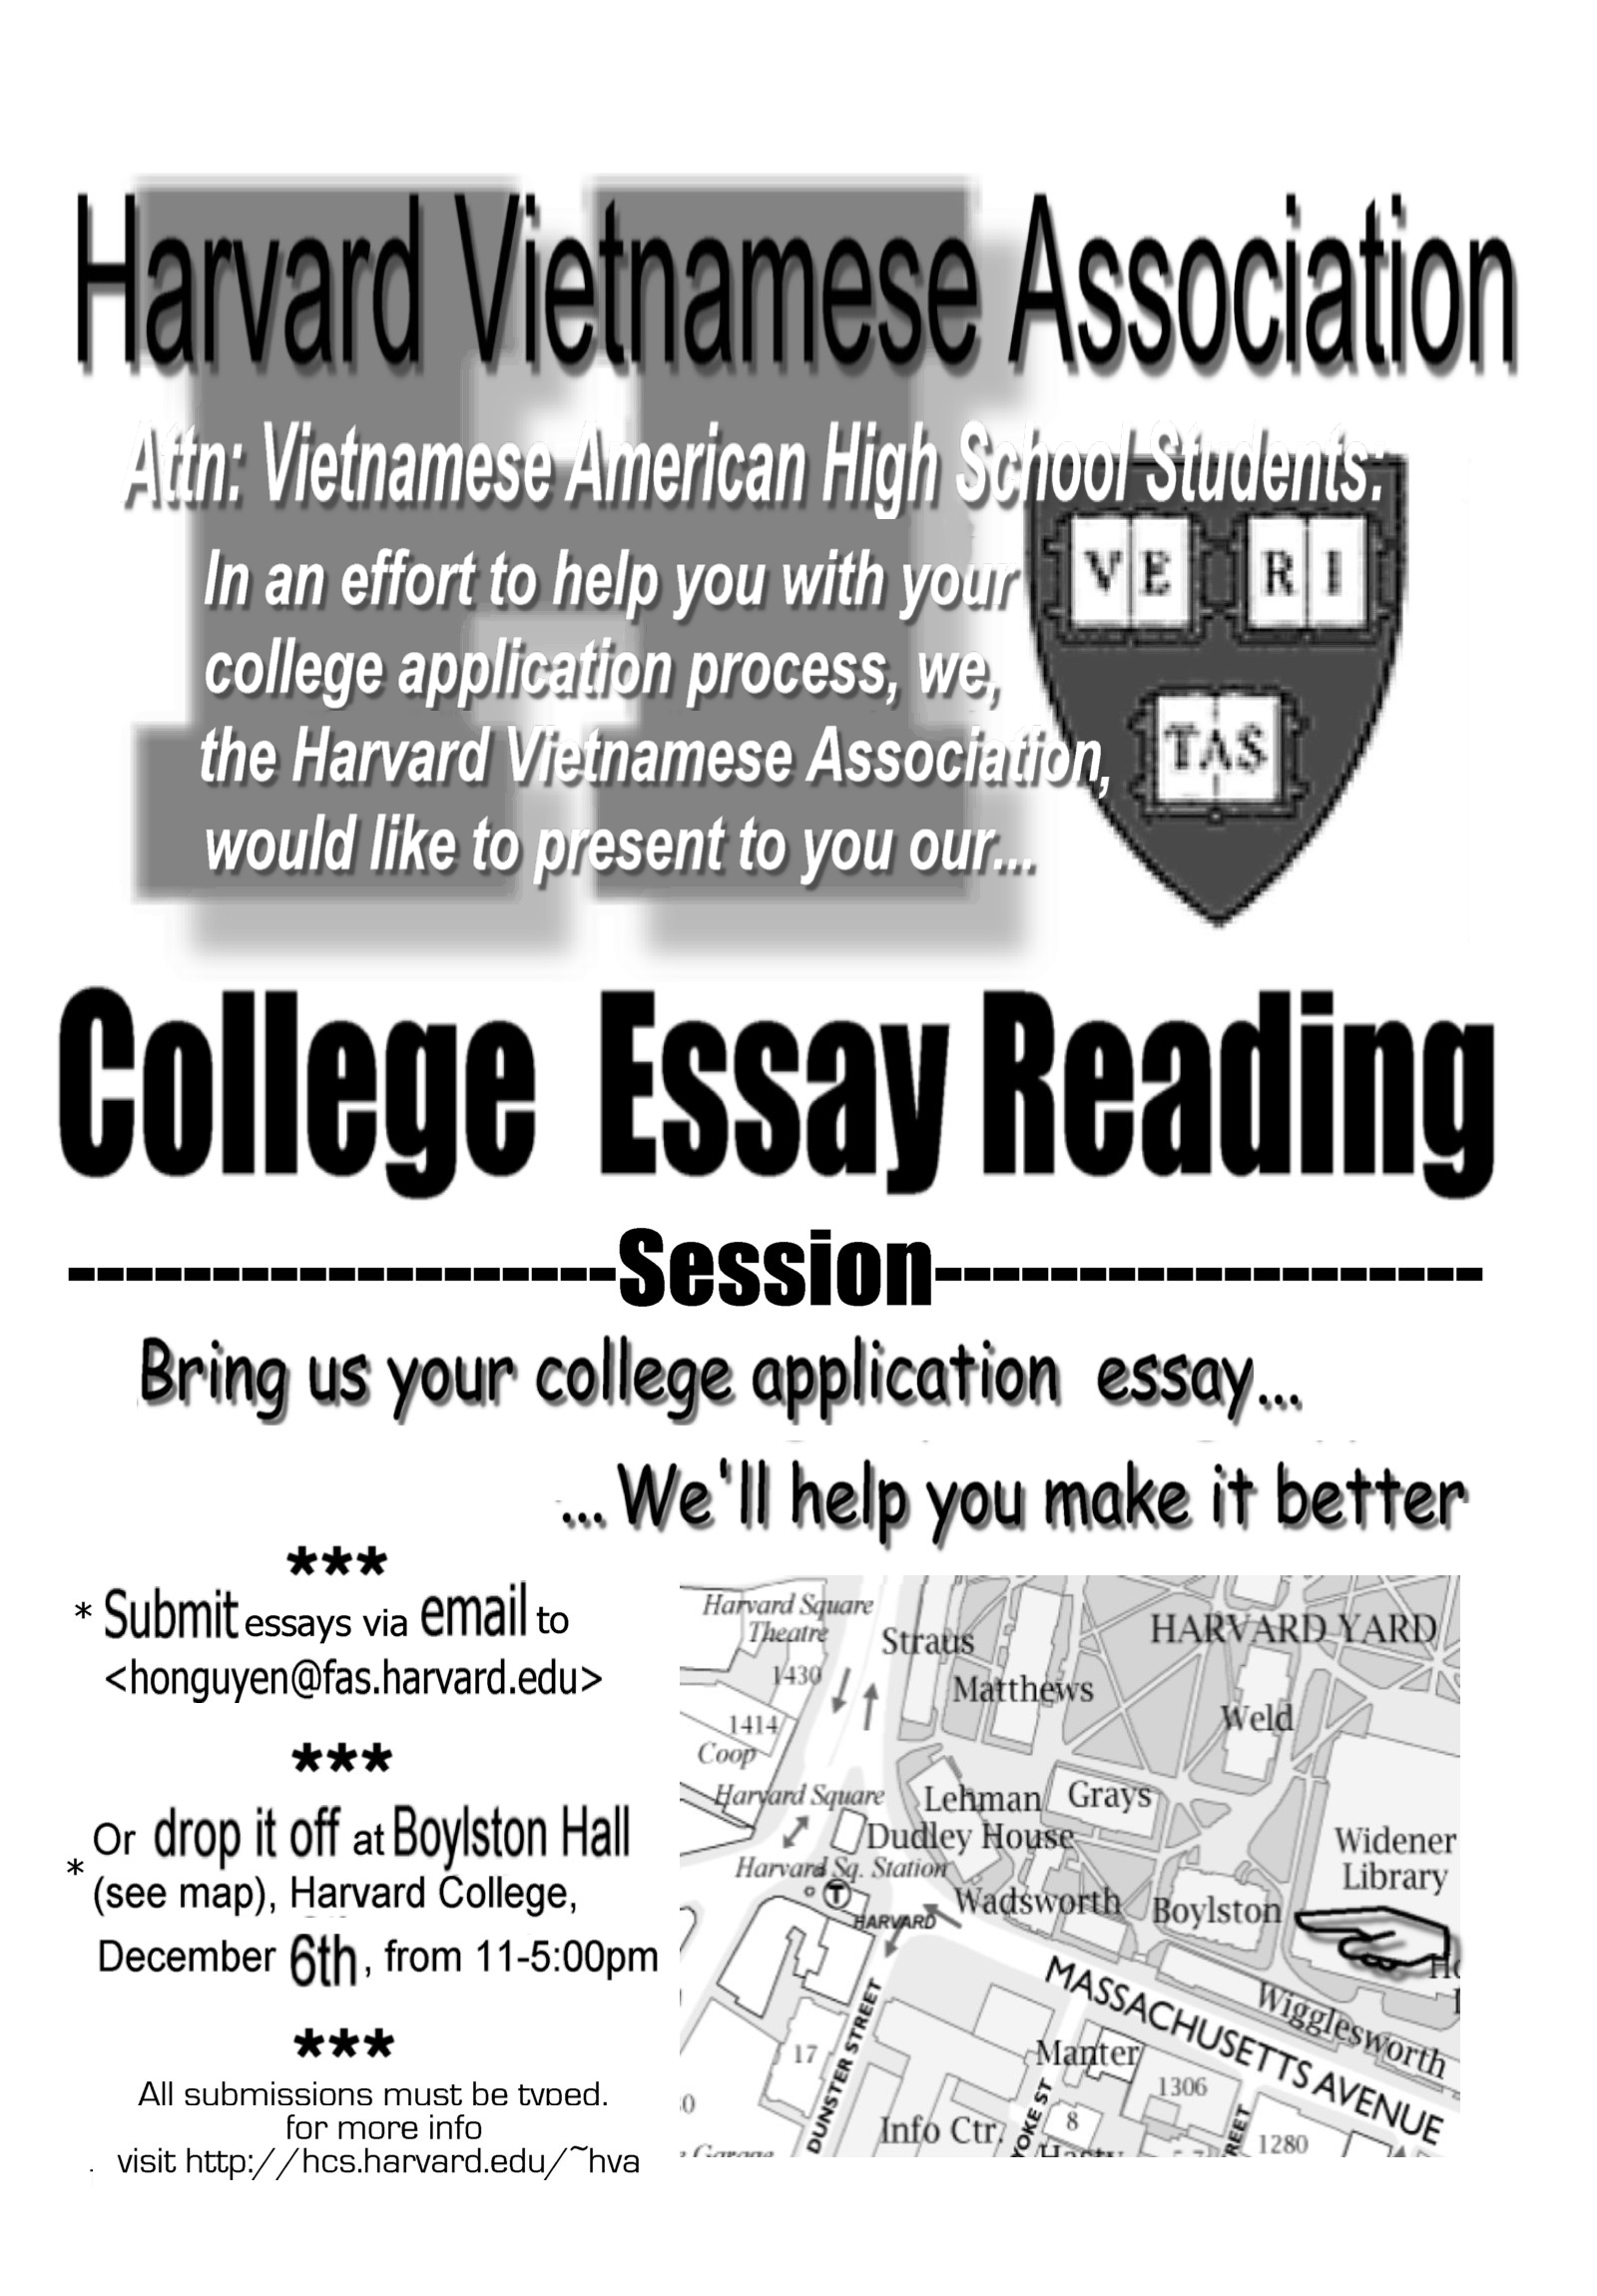 Harvard Vietnamese Association
Attn: Vietnamese American High School Students:
In an effort to help you with your
college application process, we,
the Harvard Vietnamese Association,
would like to present to you our...
VE RI
TAS
College Essay Reading
-------------------Session-------------------
Bring us your college application essay...
... We'll help you make it better
***
* Submit essays via email to
<honguyen@fas.harvard.edu>
***
Or drop it off at Boylston Hall
* (see map), Harvard College,
December 6th, from 11-5:00pm
***
All submissions must be typed.
for more info
. visit http://hcs.harvard.edu/~hva
Harvard Square
Theatre
Straus
HARVARD YARD
1430
Matthews
1414
Weld
Coop
Harvard Square
Lehman
Grays
Dudley House
Widener
Library
Harvard Sq. Station
T
Wadsworth
Boylston
HARVARD
MASSACHUSETTS AVENUE
Wigglesworth
DUNSTER STREET
17
Manter
1306
YOKE ST
8
Info Ctr.
REET
1280
Garage